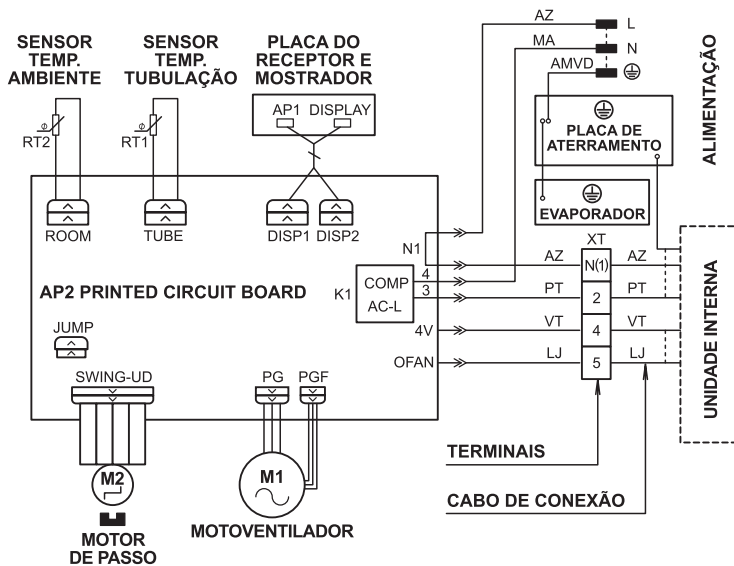 SENSOR
TEMP.
AMBIENTE
SENSOR
TEMP.
TUBULAÇÃO
PLACA DO
RECEPTOR E
MOSTRADOR
AZ
L
MA
N
AMVD
ALIMENTAÇÃO
AP1 DISPLAY
RT2
RT1
PLACA DE
ATERRAMENTO
EVAPORADOR
ROOM
TUBE
DISP1 DISP2
N1
XT
AZ
N(1)
AZ
AP2 PRINTED CIRCUIT BOARD
K1
COMP
AC-L
4
3
PT
2
PT
JUMP
4V
VT
4
VT
OFAN
LJ
5
LJ
UNIDADE INTERNA
SWING-UD
PG
PGF
M2
M1
TERMINAIS
CABO DE CONEXÃO
MOTOVENTILADOR
MOTOR
DE PASSO